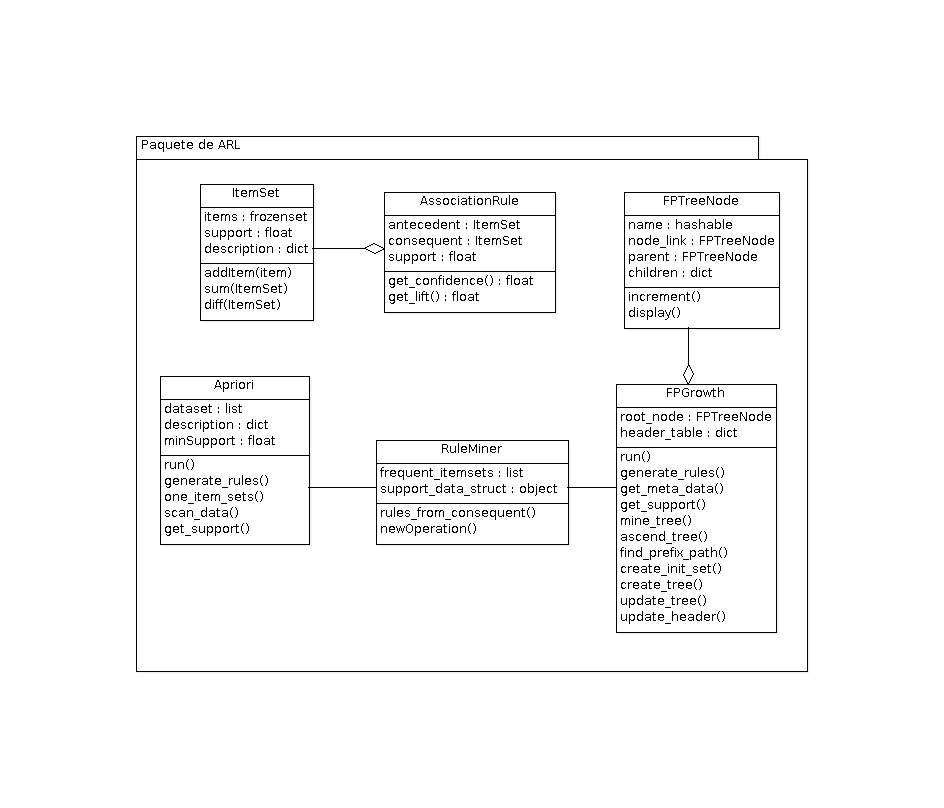 Paquete de ARL
ItemSet
items : frozenset
support : float
description : dict
addItem(item)
sum(ItemSet)
diff(ItemSet)
AssociationRule
antecedent : ItemSet
consequent : ItemSet
support : float
get_confidence() : float
get_lift() : float
FPTreeNode
name : hashable
node_link : FPTreeNode
parent : FPTreeNode
children : dict
increment()
display()
Apriori
dataset : list
description : dict
minSupport : float
run()
generate_rules()
one_item_sets()
scan_data()
get_support()
RuleMiner
frequent_itemsets : list
support_data_struct : object
rules_from_consequent()
newOperation()
FPGrowth
root_node : FPTreeNode
header_table : dict
run()
generate_rules()
get_meta_data()
get_support()
mine_tree()
ascend_tree()
find_prefix_path()
create_init_set()
create_tree()
update_tree()
update_header()